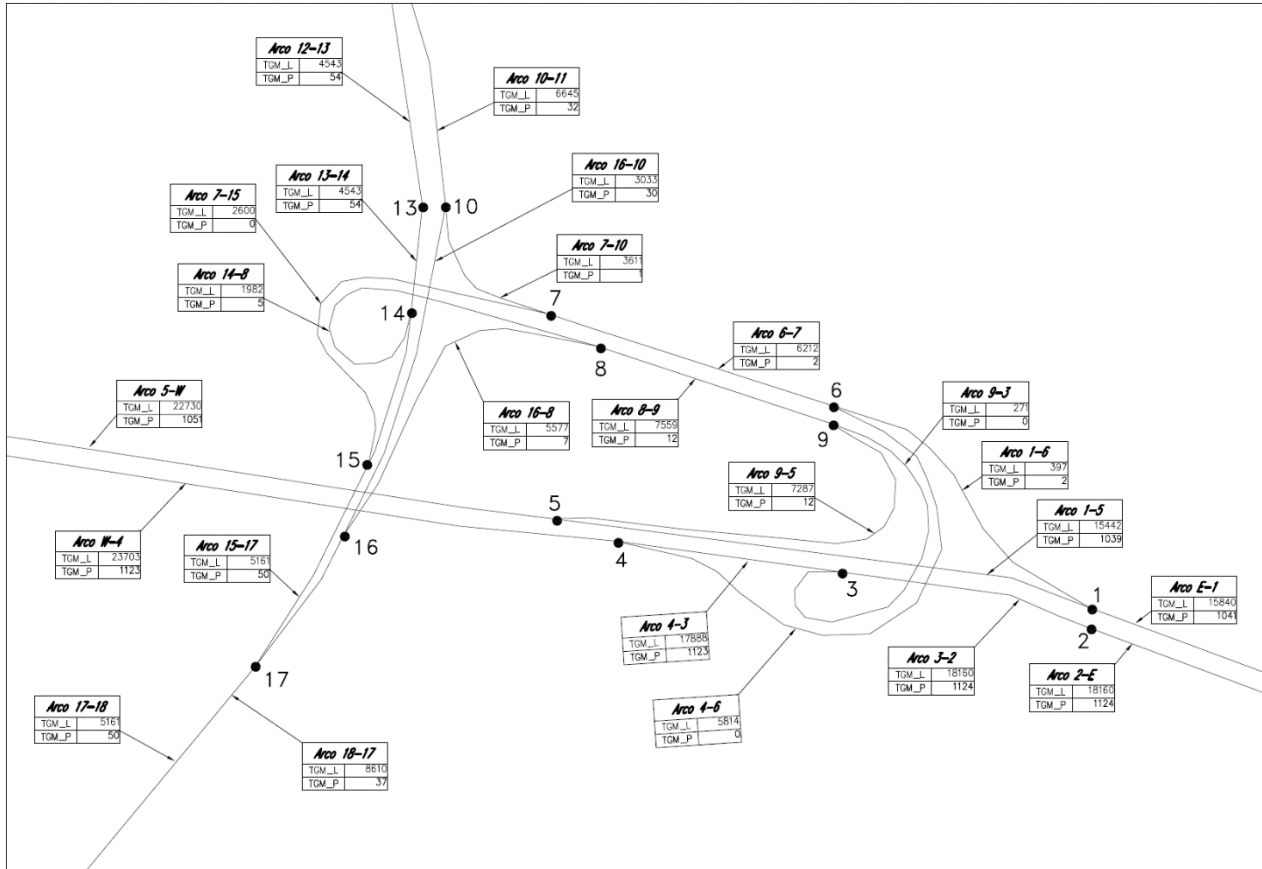 Arco 12-13
TGM_L 4543
TGM_P 54
Arco 10-11
TGM_L 6645
TGM_P 32
Arco 13-14
TGM_L 4543
TGM_P 54
Arco 16-10
TGM_L 3033
TGM_P 30
Arco 7-15
TGM_L 2600
TGM_P 0
13
10
Arco 7-10
TGM_L 3611
TGM_P 1
Arco 14-8
TGM_L 1982
TGM_P 5
14
7
8
Arco 6-7
TGM_L 6212
TGM_P 2
Arco 5-W
TGM_L 22730
TGM_P 1051
Arco 16-8
TGM_L 5577
TGM_P 7
Arco 8-9
TGM_L 7559
TGM_P 12
6
9
Arco 9-3
TGM_L 271
TGM_P 0
Arco 1-6
TGM_L 397
TGM_P 2
15
Arco 9-5
TGM_L 7287
TGM_P 12
5
4
Arco 1-5
TGM_L 15442
TGM_P 1039
Arco W-4
TGM_L 23703
TGM_P 1123
Arco 15-17
TGM_L 5161
TGM_P 50
16
3
1
2
Arco E-1
TGM_L 15840
TGM_P 1041
Arco 4-3
TGM_L 17888
TGM_P 1123
Arco 3-2
TGM_L 18160
TGM_P 1124
Arco 2-E
TGM_L 18160
TGM_P 1124
17
Arco 17-18
TGM_L 5161
TGM_P 50
Arco 4-6
TGM_L 5814
TGM_P 0
Arco 18-17
TGM_L 8610
TGM_P 37